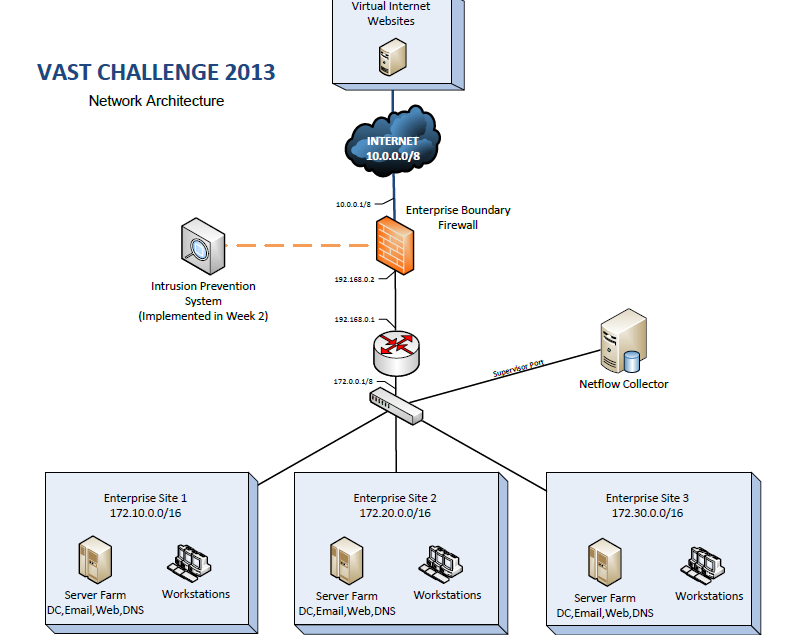 Virtual Internet
Websites
VAST CHALLENGE 2013
Network Architecture
INTERNET
10.0.0.0/8
10.0.0.1/8
Enterprise Boundary
Firewall
Intrusion Prevention
System
(Implemented in Week 2)
192.168.0.2
192.168.0.1
172.0.0.1/8
Supervisor Port
Netflow Collector
Enterprise Site 1
172.10.0.0/16
Server Farm
DC,Email,Web,DNS
Workstations
Enterprise Site 2
172.20.0.0/16
Server Farm
DC,Email,Web,DNS
Workstations
Enterprise Site 3
172.30.0.0/16
Server Farm
DC,Email,Web,DNS
Workstations